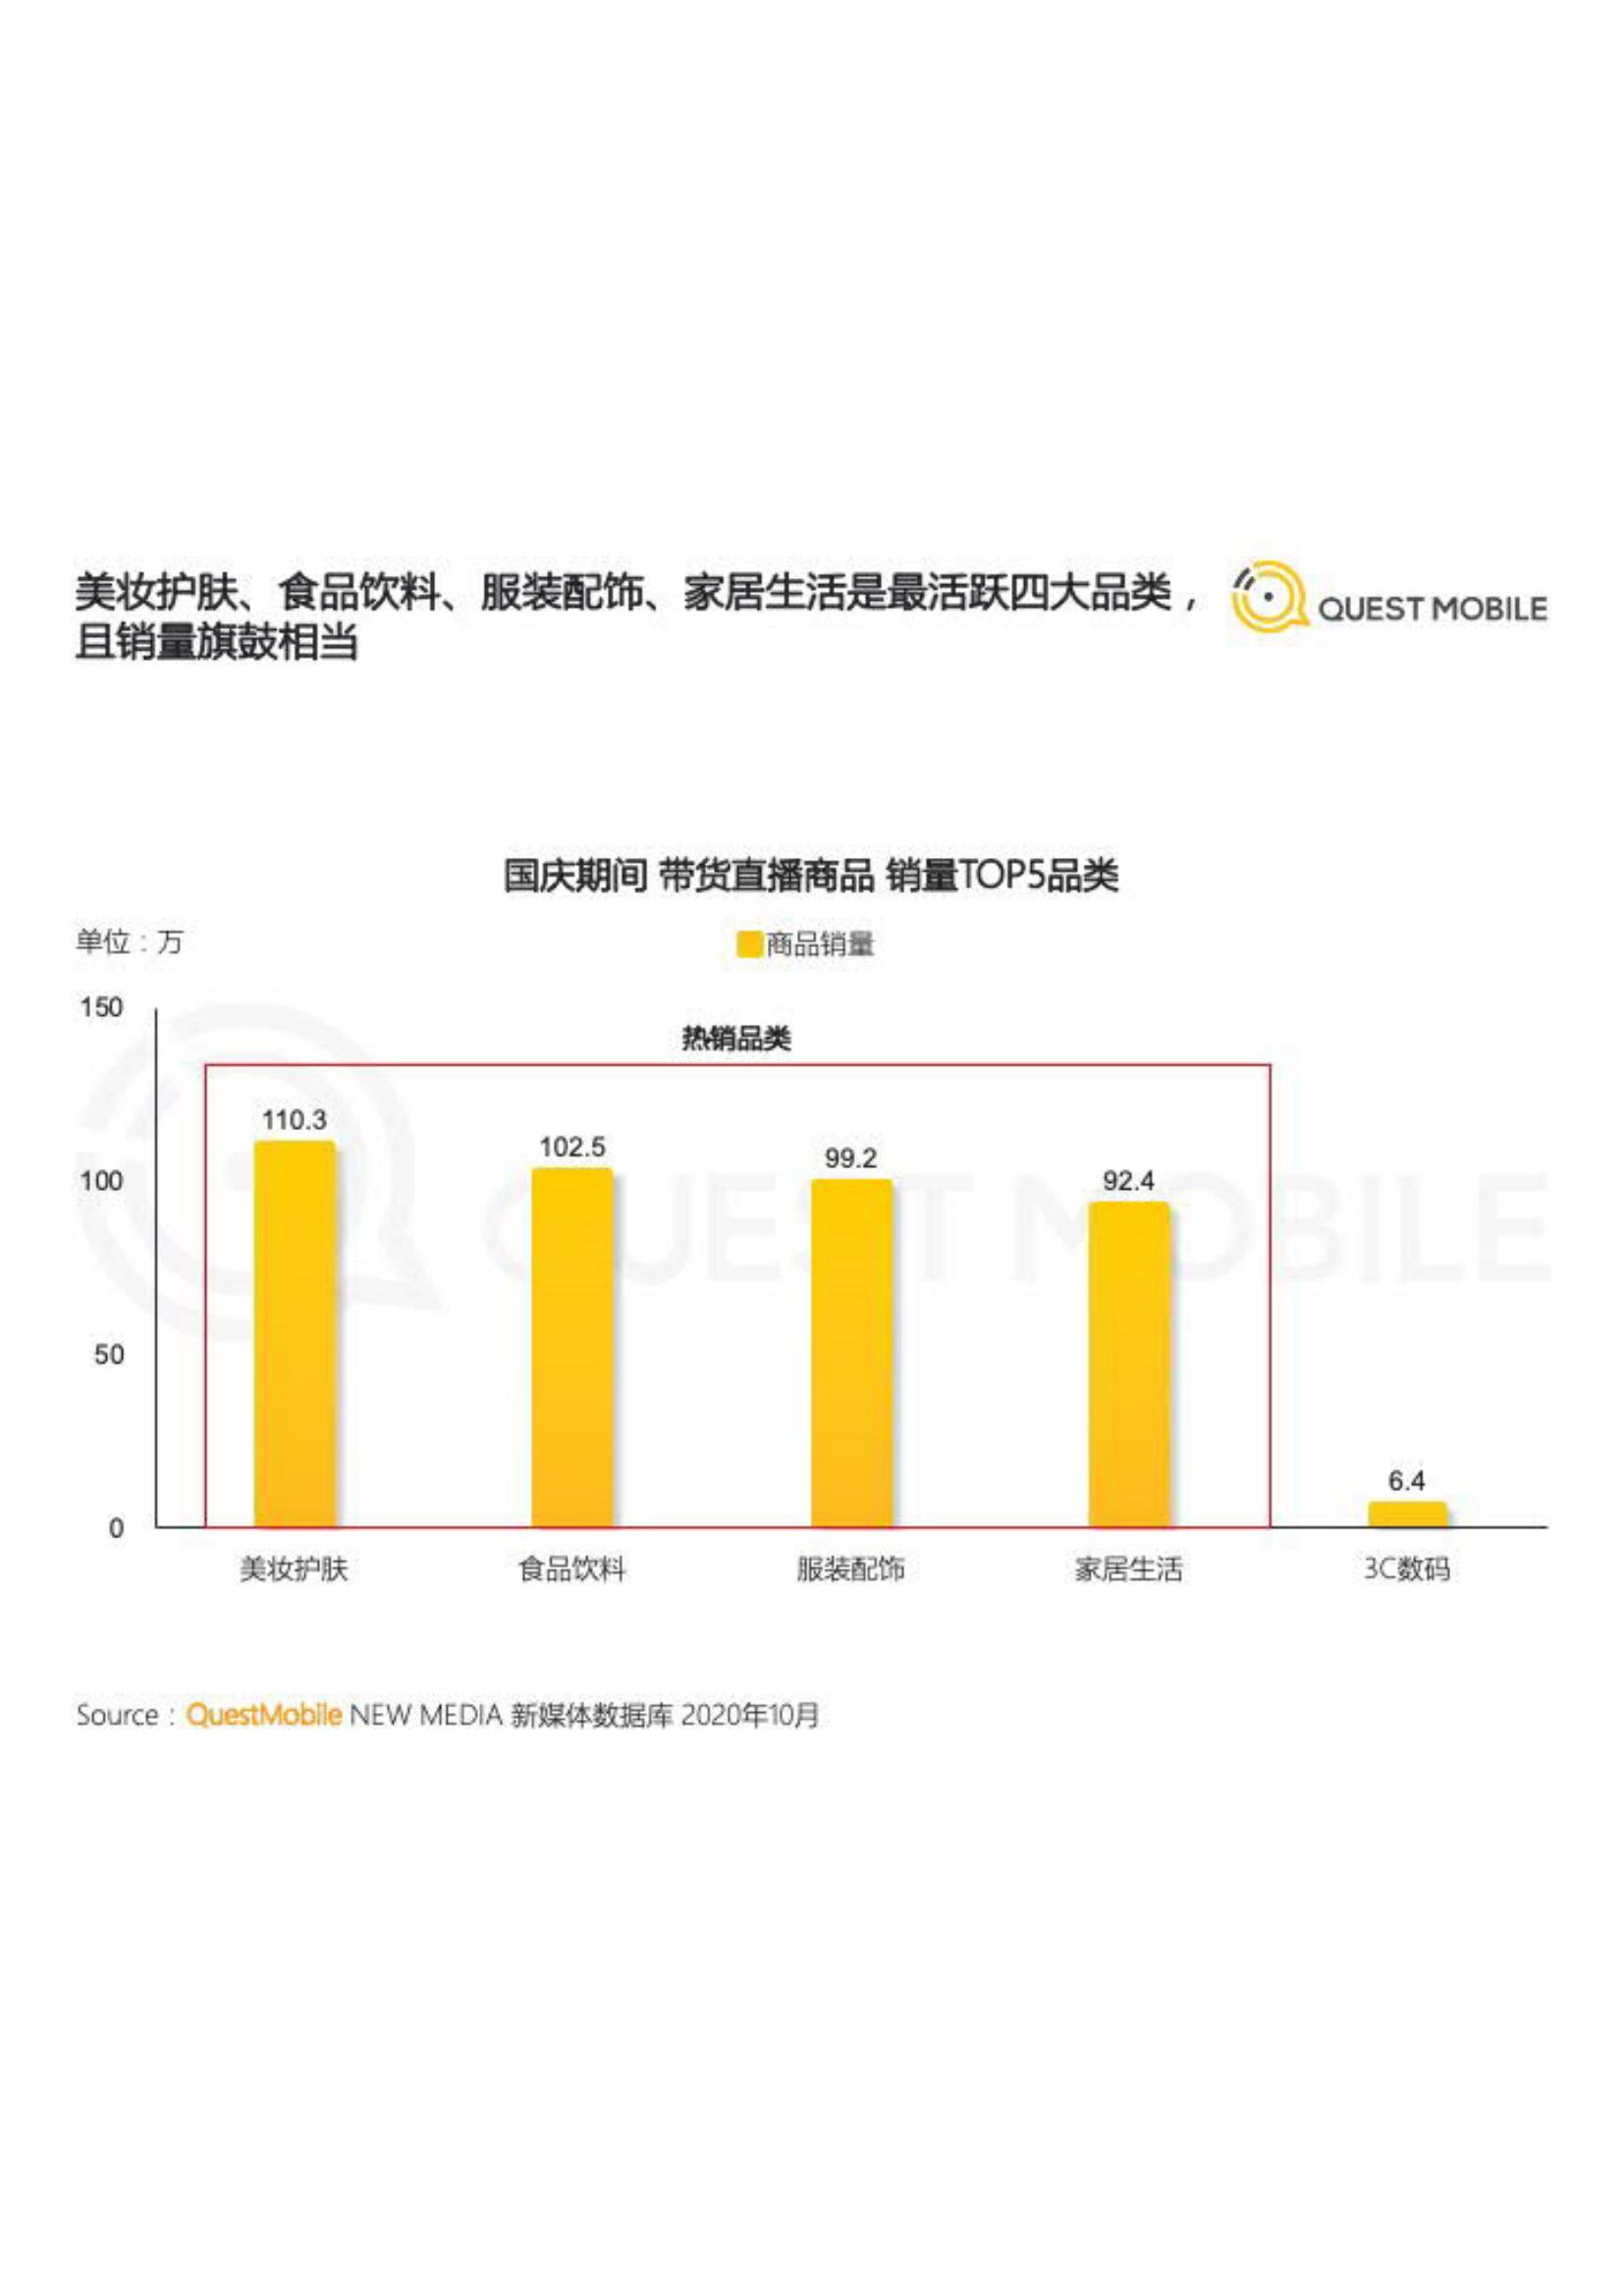 美妆护肤、食品饮料、服装配饰、家居生活是最活跃四大品类，
且销量旗鼓相当
QUEST MOBILE
国庆期间 带货直播商品 销量TOP5品类
单位：万
商品销量
150
热销品类
110.3
102.5
99.2
92.4
100
50
6.4
0
美妆护肤
食品饮料
服装配饰
家居生活
3C数码
QUEST MOBILE
Source：QuestMobile NEW MEDIA 新媒体数据库 2020年10月